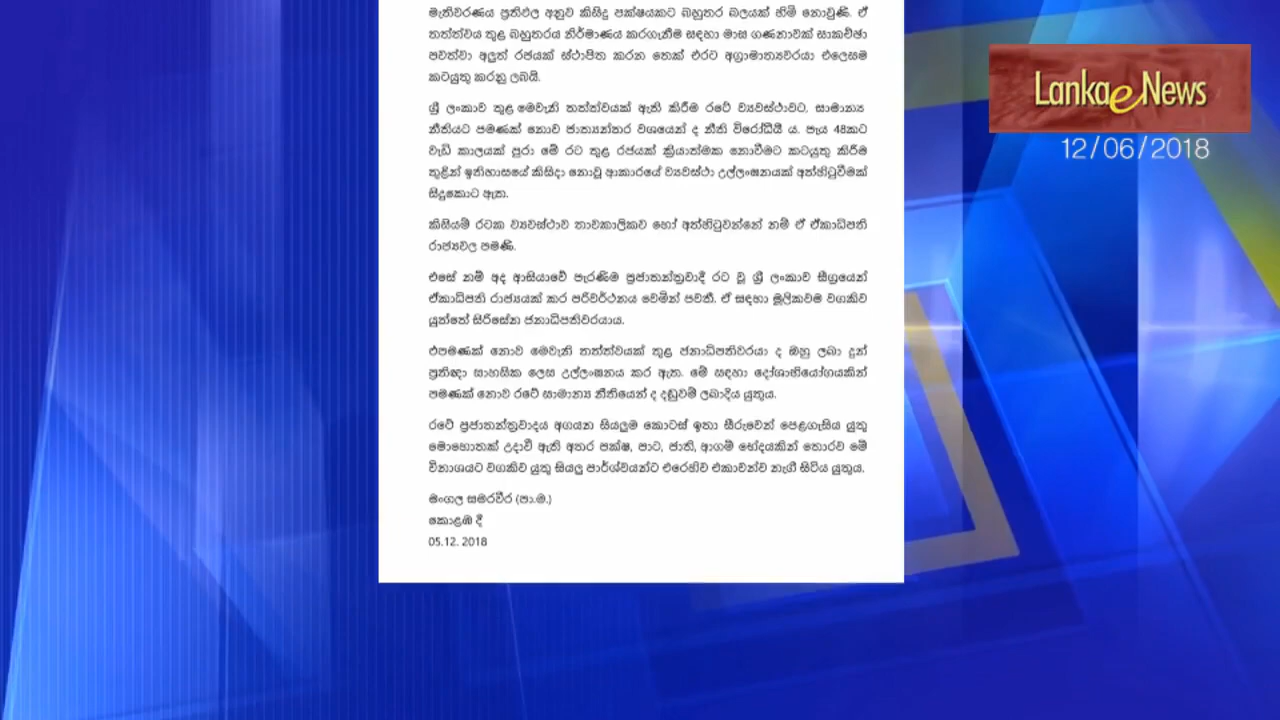 මැතිවරණය ප්‍රතිඵල අනුව කිසිදු පක්ෂයකට බහුතර බලයක් හිමි නොවුණි. ඒ
තත්ත්වය තුළ බහුතරය නිර්මාණය කරගැනීම සඳහා මාස ගණනාවක් සාකච්ඡා
පවත්වා අලුත් රජයක් ස්ථාපිත කරන තෙක් එරට අග්‍රාමාත්‍යවරයා එලෙසම
කටයුතු කරනු ලබයි.
ශ්‍රී ලංකාව තුළ මෙවැනි තත්ත්වයක් ඇති කිරීම රටේ ව්‍යවස්ථාවට, සාමාන්‍ය
නීතියට පමණක් නොව ජාත්‍යන්තර වශයෙන් ද නීති විරෝධීයී ය. පැය 48කට
වැඩි කාලයක් පුරා මේ රට තුළ රජයක් ක්‍රියාත්මක නොවීමට කටයුතු කිරීම
තුළින් ඉතිහාසයේ කිසිදා නොවූ ආකාරයේ ව්‍යවස්ථා උල්ලංඝනයක් අත්හිටුවීමක්
සිදුකොට ඇත.
කිසියම් රටක ව්‍යවස්ථාව තාවකාලිකව හෝ අත්හිටුවන්නේ නම් ඒ ඒකාධිපති
රාජ්‍යවල පමණි.
එසේ නම් අද ආසියාවේ පැරණිම ප්‍රජාතන්ත්‍රවාදී රට වූ ශ්‍රී ලංකාව සීග්‍රයෙන්
ඒකාධිපති රාජ්‍යයක් කර පරිවර්ථනය වෙමින් පවතී. ඒ සඳහා මූලිකවම වගකිව
යුත්තේ සිරිසේන ජනාධිපතිවරයාය.
එපමණක් නොව මෙවැනි තත්ත්වයක් තුළ ජනාධිපතිවරයා ද ඔහු ලබා දුන්
ප්‍රතිඥා සාහසික ලෙස උල්ලංඝනය කර ඇත. මේ සඳහා දෝශාභියෝගයකින්
පමණක් නොව රටේ සාමාන්‍ය නීතියෙන් ද දඬුවම් ලබාදිය යුතුය.
රටේ ප්‍රජාතන්ත්‍රවාදය අගයන සියලුම කොටස් ඉතා සීරුවෙන් පෙළගැසිය යුතු
මොහොතක් උදාවී ඇති අතර පක්ෂ, පාට, ජාති, ආගම් භේදයකින් තොරව මේ
විනාශයට වගකිව යුතු සියලු පාර්ශ්වයන්ට එරෙහිව එකාවන්ව නැගී සිටිය යුතුය.
මංගල සමරවීර (පා.ම.)
කොළඹ දී
05.12. 2018
LankaeNews
12/06/2018